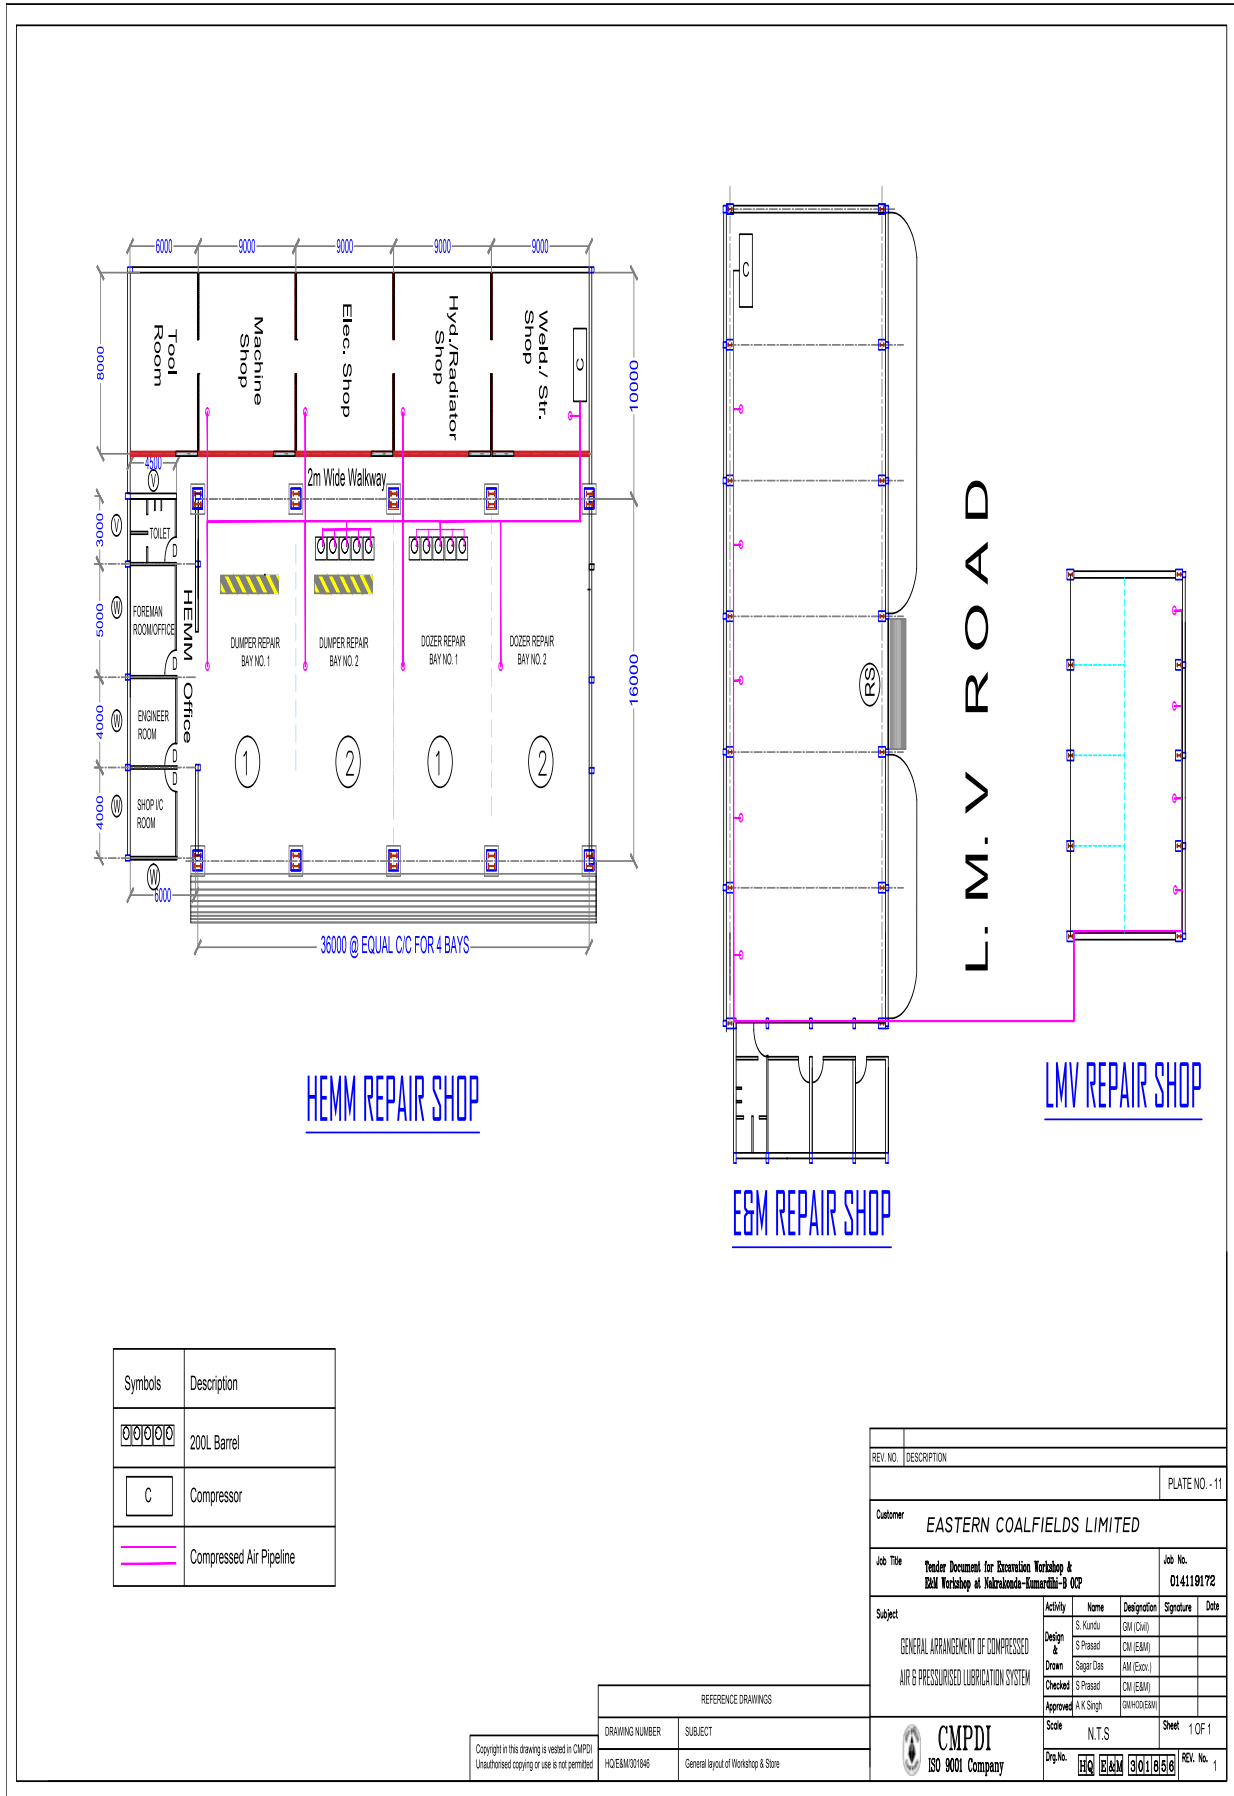 6000
9000
9000
9000
9000
8000
10000
Tool
Room
Machine
Shop
Elec. Shop
Hyd./Radiator
Shop
Weld./ Str.
Shop
C
4500
2m Wide Walkway
V
V
3000
TOILET
5000
W
FOREMAN
ROOM/OFFICE
HEMM Office
DUMPER REPAIR
BAY NO. 1
DUMPER REPAIR
BAY NO. 2
DOZER REPAIR
BAY NO. 1
DOZER REPAIR
BAY NO. 2
16000
4000
W
ENGINEER
ROOM
1
2
1
2
4000
W
SHOP I/C
ROOM
W
6000
36000 @ EQUAL C/C FOR 4 BAYS
HEMM REPAIR SHOP
C
RS
L. M. V ROAD
E&M REPAIR SHOP
LMV REPAIR SHOP
Symbols Description
200L Barrel
C Compressor
Compressed Air Pipeline
REV. NO. DESCRIPTION
PLATE NO. - 11
Customer
EASTERN COALFIELDS LIMITED
Job Title
Tender Document for Excavation Workshop &
E&M Workshop at Nakrakonda-Kumardihi-B OCP
Job No.
014119172
Subject
GENERAL ARRANGEMENT OF COMPRESSED
AIR & PRESSURISED LUBRICATION SYSTEM
Activity Name Designation Signature Date
Design
&
Drawn
S. Kundu GM (Civil)
S Prasad CM (E&M)
Sagar Das AM (Excv.)
Checked S Prasad CM (E&M)
Approved A K Singh GM/HOD(E&M)
CMPDI
ISO 9001 Company
Scale N.T.S
Sheet 1 OF 1
Drg.No. HQ E&M 301856
REV. No. 1
REFERENCE DRAWINGS
DRAWING NUMBER SUBJECT
HQ/E&M/301846 General layout of Workshop & Store
Copyright in this drawing is vested in CMPDI
Unauthorised copying or use is not permitted